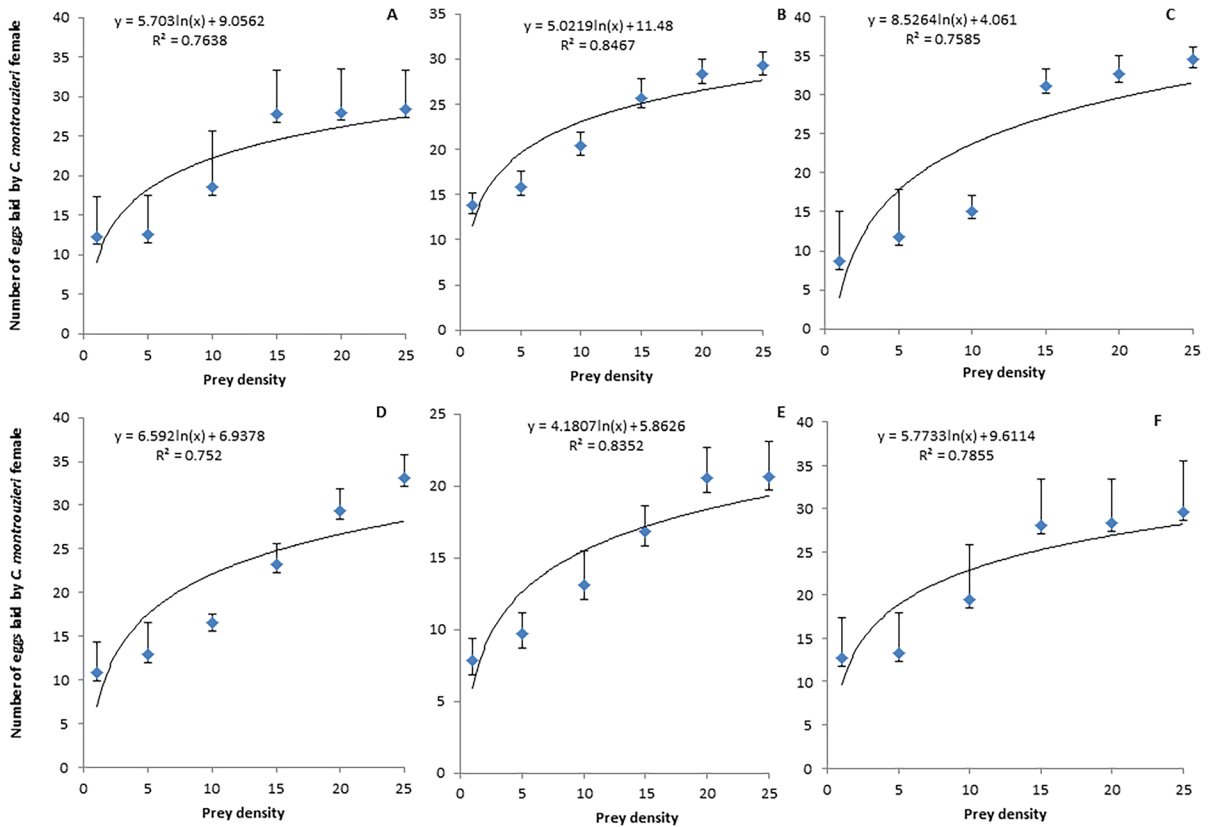 A
y = 5.703ln(x) + 9.0562
R² = 0.7638
Number of eggs laid by C. montrouzieri female
40
35
30
25
20
15
10
5
0
0 5 10 15 20 25
Prey density
B
y = 5.0219ln(x) + 11.48
R² = 0.8467
35
30
25
20
15
10
5
0
0 5 10 15 20 25
Prey density
C
y = 8.5264ln(x) + 4.061
R² = 0.7585
40
35
30
25
20
15
10
5
0
0 5 10 15 20 25
Prey density
D
y = 6.592ln(x) + 6.9378
R² = 0.752
Number of eggs laid by C. montrouzieri female
40
35
30
25
20
15
10
5
0
0 5 10 15 20 25
Prey density
E
y = 4.1807ln(x) + 5.8626
R² = 0.8352
25
20
15
10
5
0
0 5 10 15 20 25
Prey density
F
y = 5.7733ln(x) + 9.6114
R² = 0.7855
40
35
30
25
20
15
10
5
0
0 5 10 15 20 25
Prey density